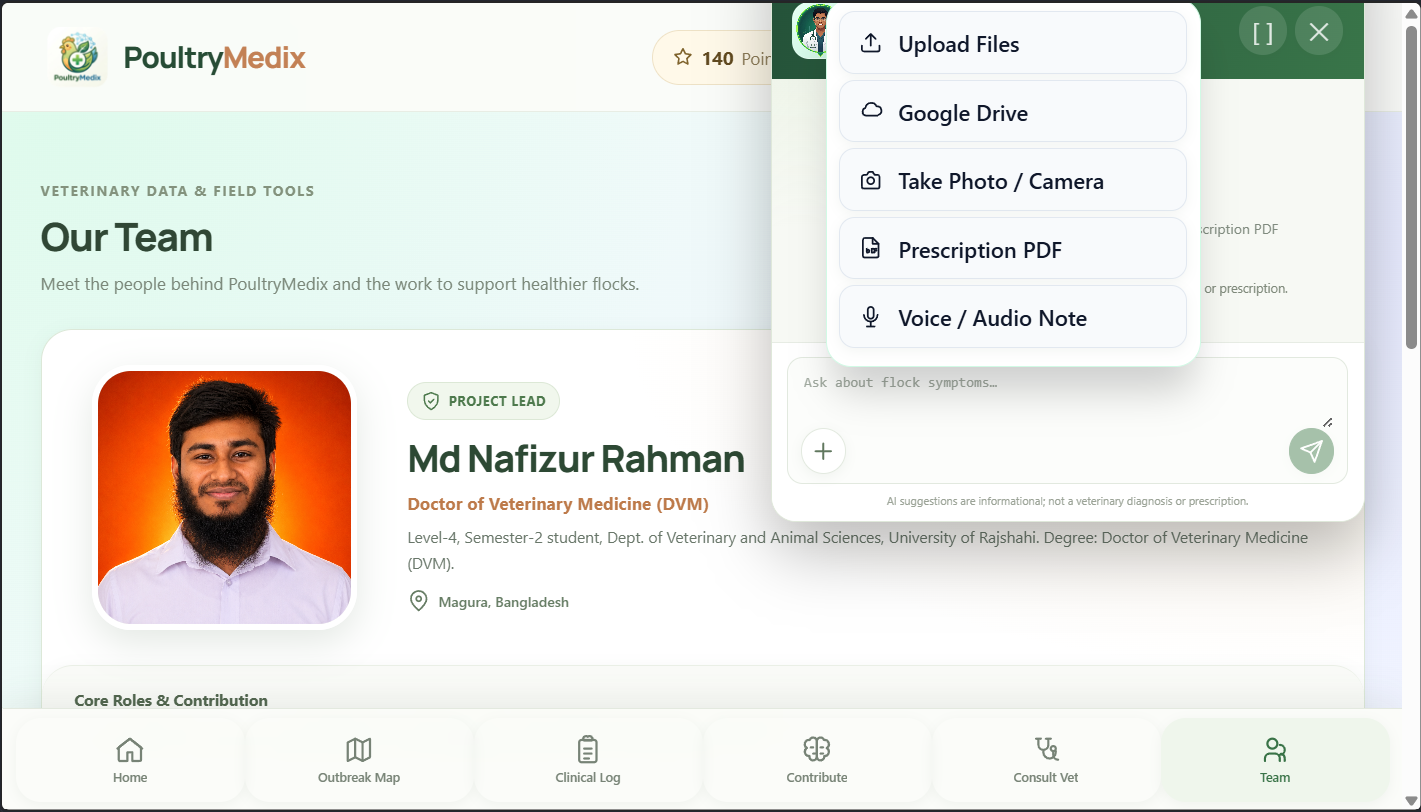 PoultryMedix
PoultryMedix
140
Upload Files
[ ]
Google Drive
Take Photo / Camera
Prescription PDF
Voice / Audio Note
VETERINARY DATA & FIELD TOOLS
Our Team
Meet the people behind PoultryMedix and the work to support healthier flocks.
PDF
or prescription.
Ask about flock symptoms…
AI suggestions are informational; not a veterinary diagnosis or prescription.
PROJECT LEAD
Md Nafizur Rahman
Doctor of Veterinary Medicine (DVM)
Level-4, Semester-2 student, Dept. of Veterinary and Animal Sciences, University of Rajshahi. Degree: Doctor of Veterinary Medicine
(DVM).
Magura, Bangladesh
Core Roles & Contribution
Home
Outbreak Map
Clinical Log
Contribute
Consult Vet
Team